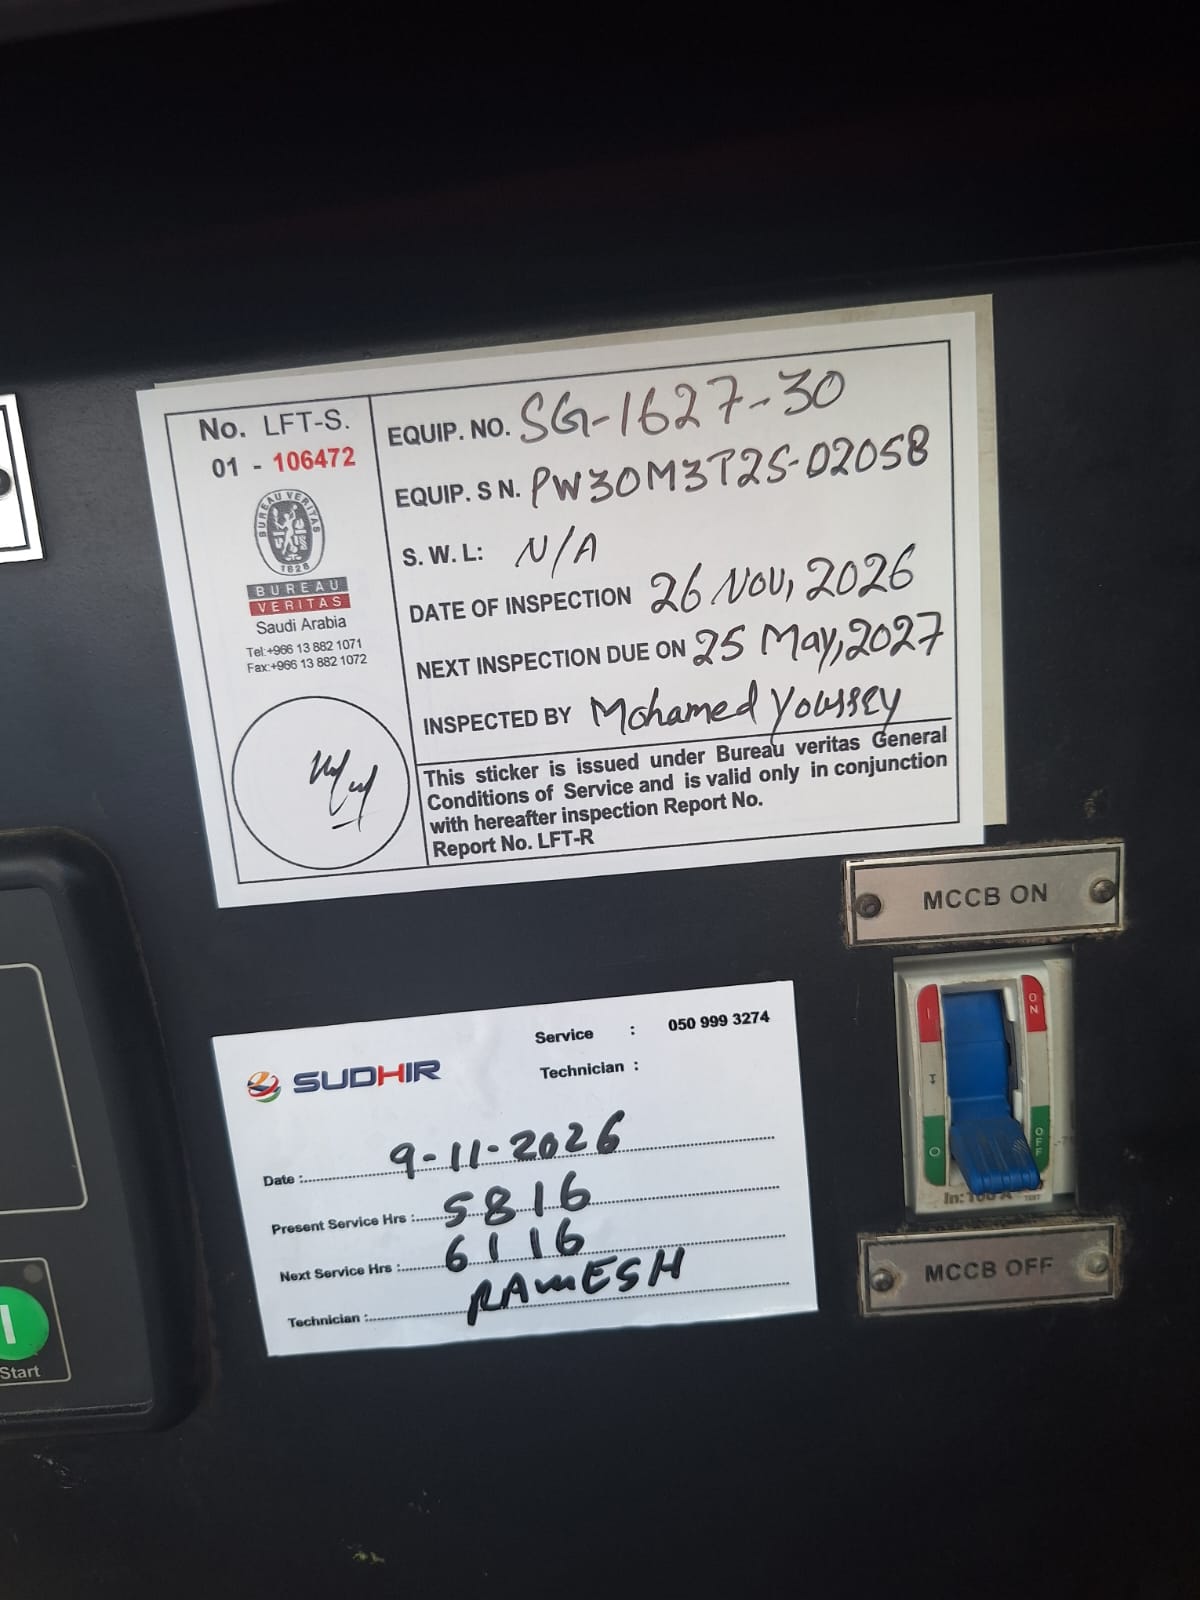 No. LFT-S.
01 - 106472
BUREAU VERITAS
1828
BUREAU
VERITAS
Saudi Arabia
Tel:+966 13 882 1071
Fax:+966 13 882 1072
EQUIP. NO. SG-1627-30
EQUIP. S N. PW30M3T2S-02058
S. W. L: N/A
DATE OF INSPECTION 26 Nov, 2026
NEXT INSPECTION DUE ON 25 May, 2027
INSPECTED BY Mohamed Youssey
This sticker is issued under Bureau veritas General
Conditions of Service and is valid only in conjunction
with hereafter inspection Report No.
Report No. LFT-R
MCCB ON
I ON
O OFF
MCCB OFF
SUDHIR
Service : 050 999 3274
Technician :
Date : 9-11-2026
Present Service Hrs : 5816
Next Service Hrs : 6116
Technician : RAMESH
Start